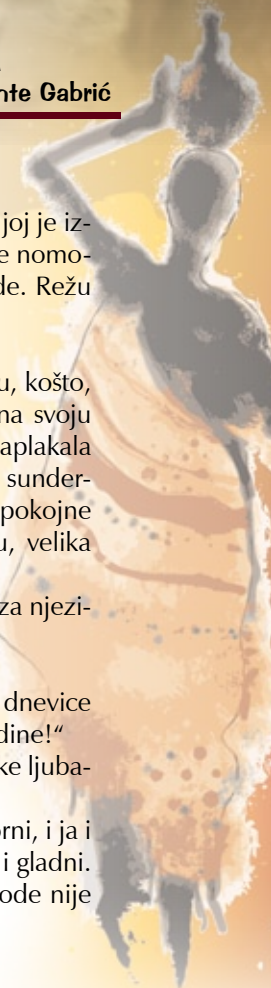 nte Gabrić
joj je iz-
e nomo-
de. Režu
u, košto,
na svoju
aplakala
sunder-
pokojne
u, velika
za njezi-
dnevice
dine!“
ke ljuba-
rni, i ja i
i gladni.
ode nije